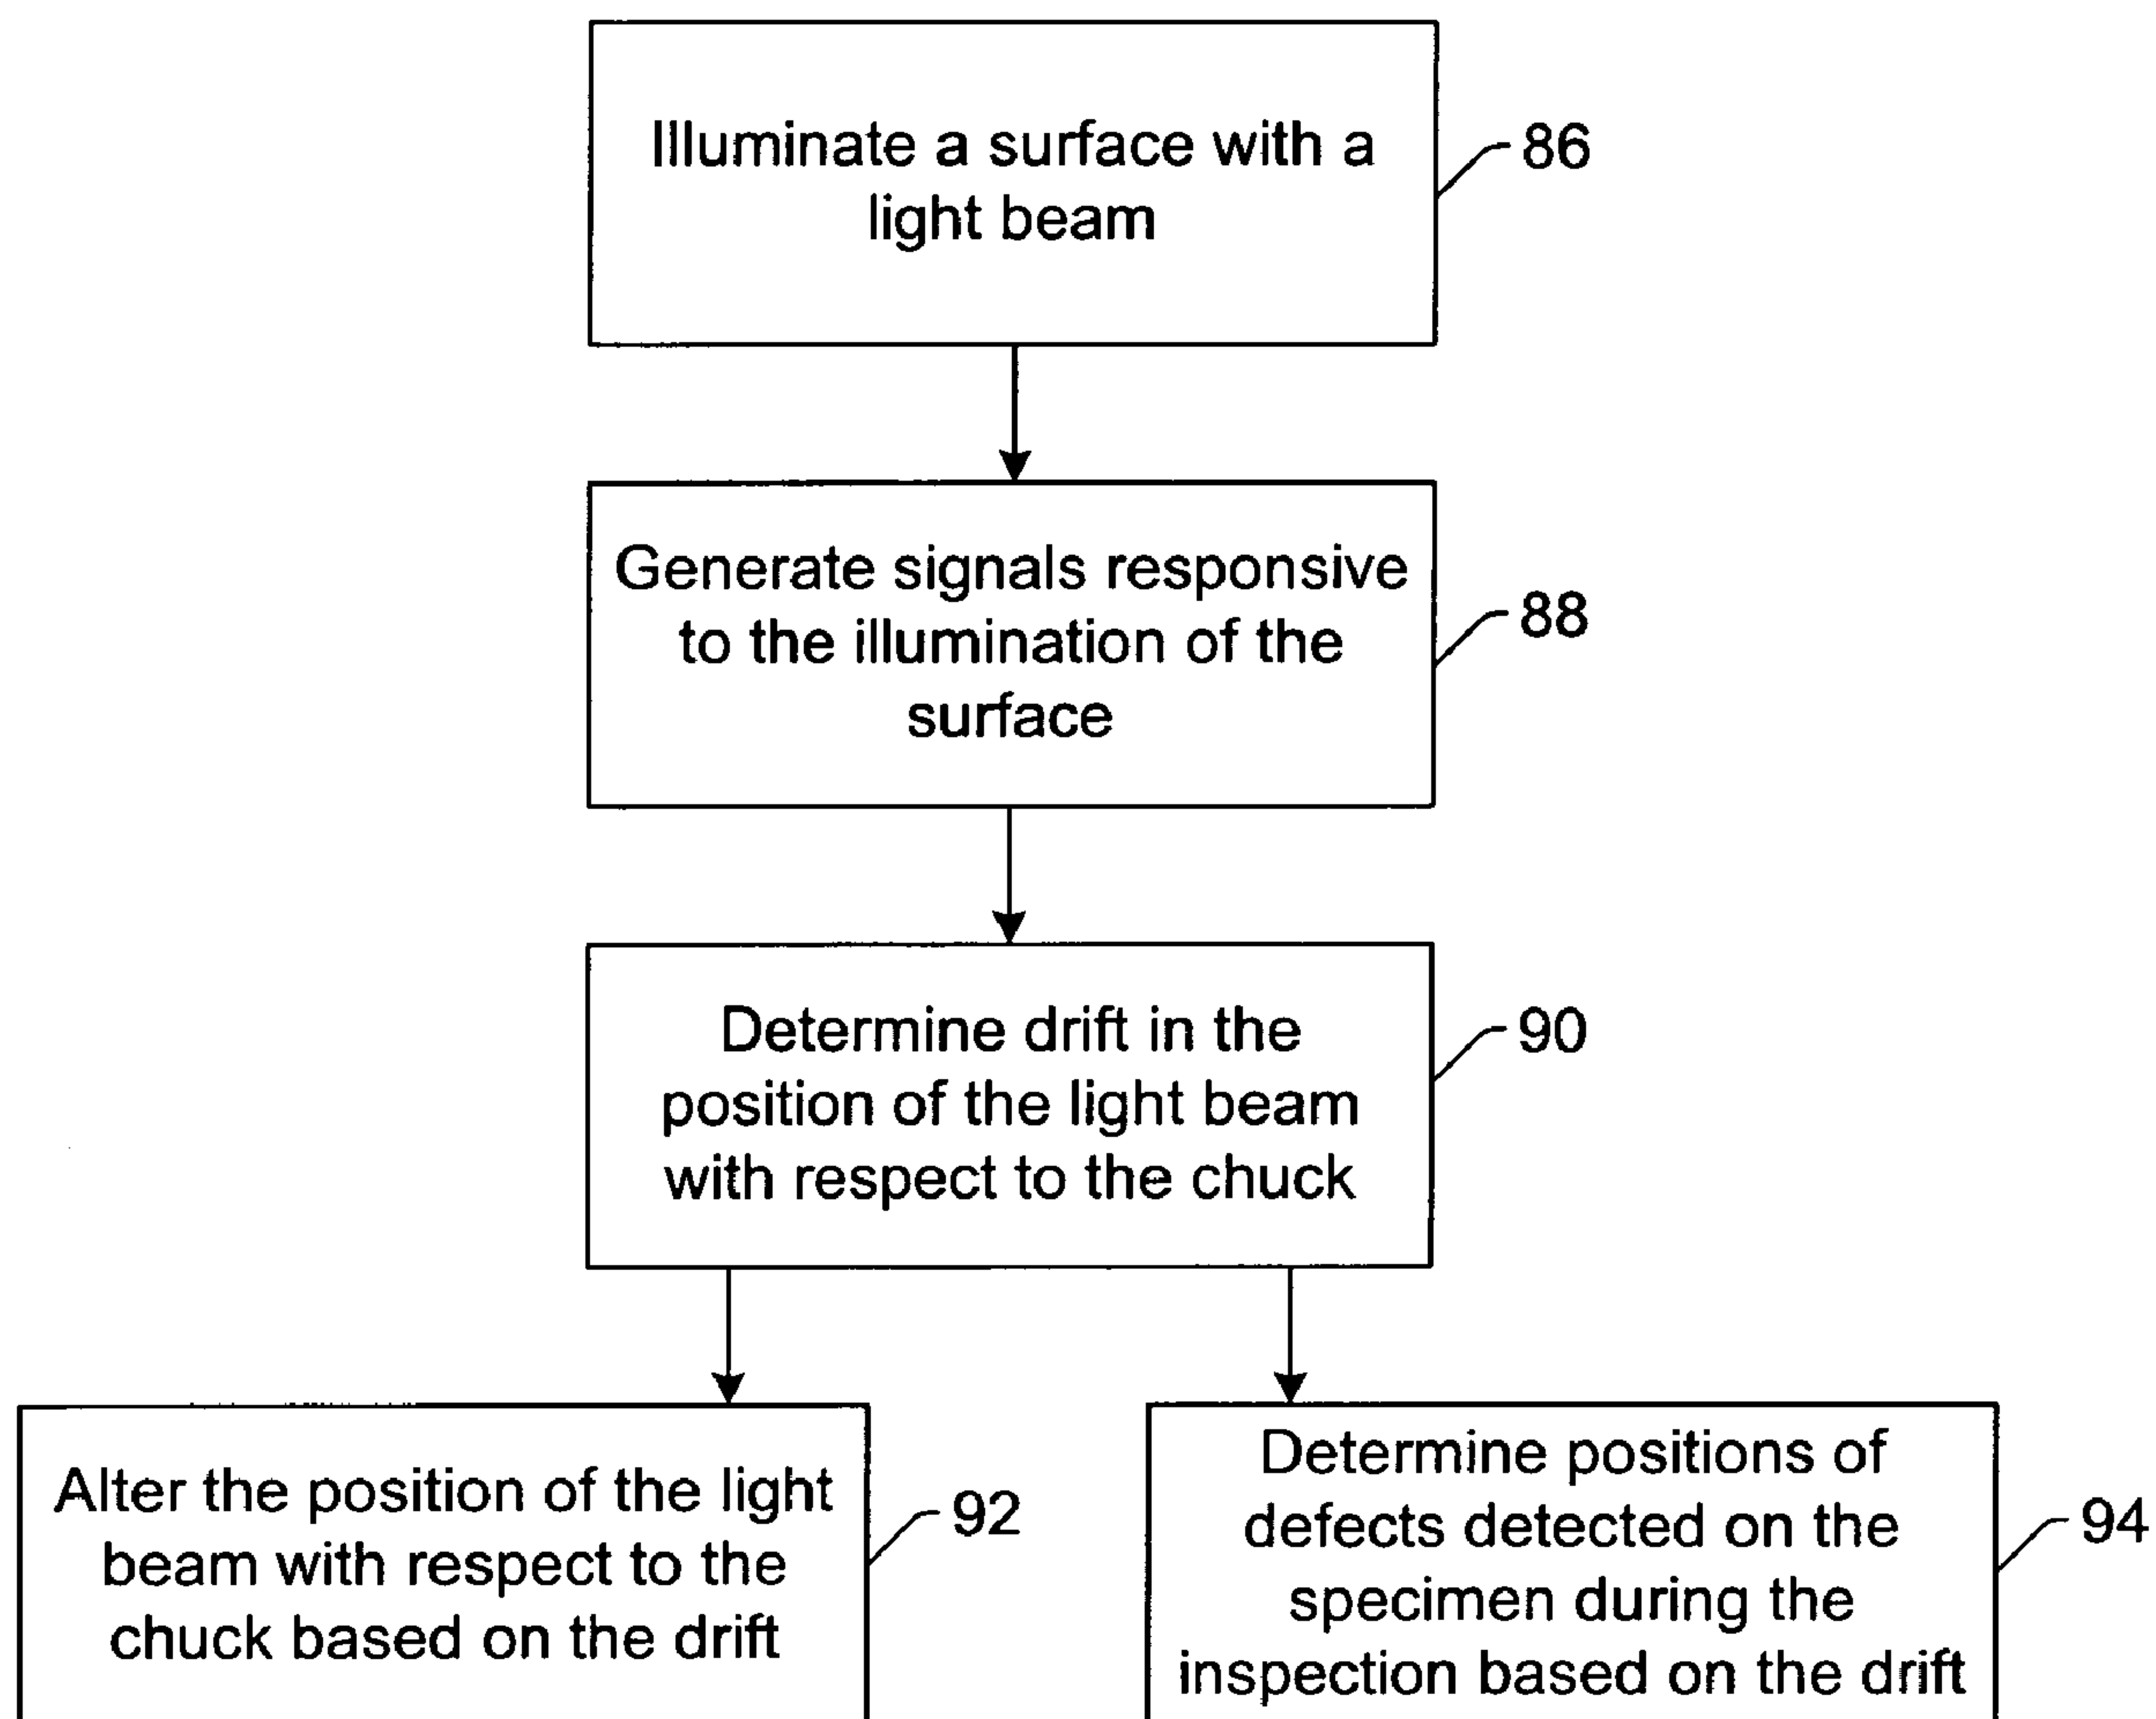 Illuminate a surface with a
light beam
86
Generate signals responsive
to the illumination of the
surface
88
Determine drift in the
position of the light beam
with respect to the chuck
90
Alter the position of the light
beam with respect to the
chuck based on the drift
92
Determine positions of
defects detected on the
specimen during the
inspection based on the drift
94